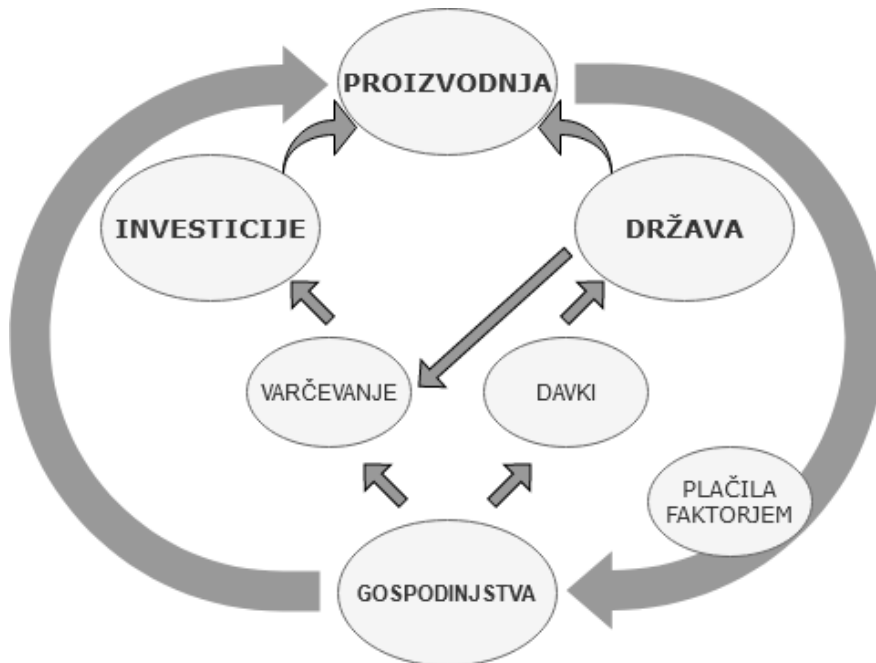 PROIZVODNJA
INVESTICIJE
DRŽAVA
VARČEVANJE
DAVKI
PLAČILA
FAKTORJEM
GOSPODINJSTVA